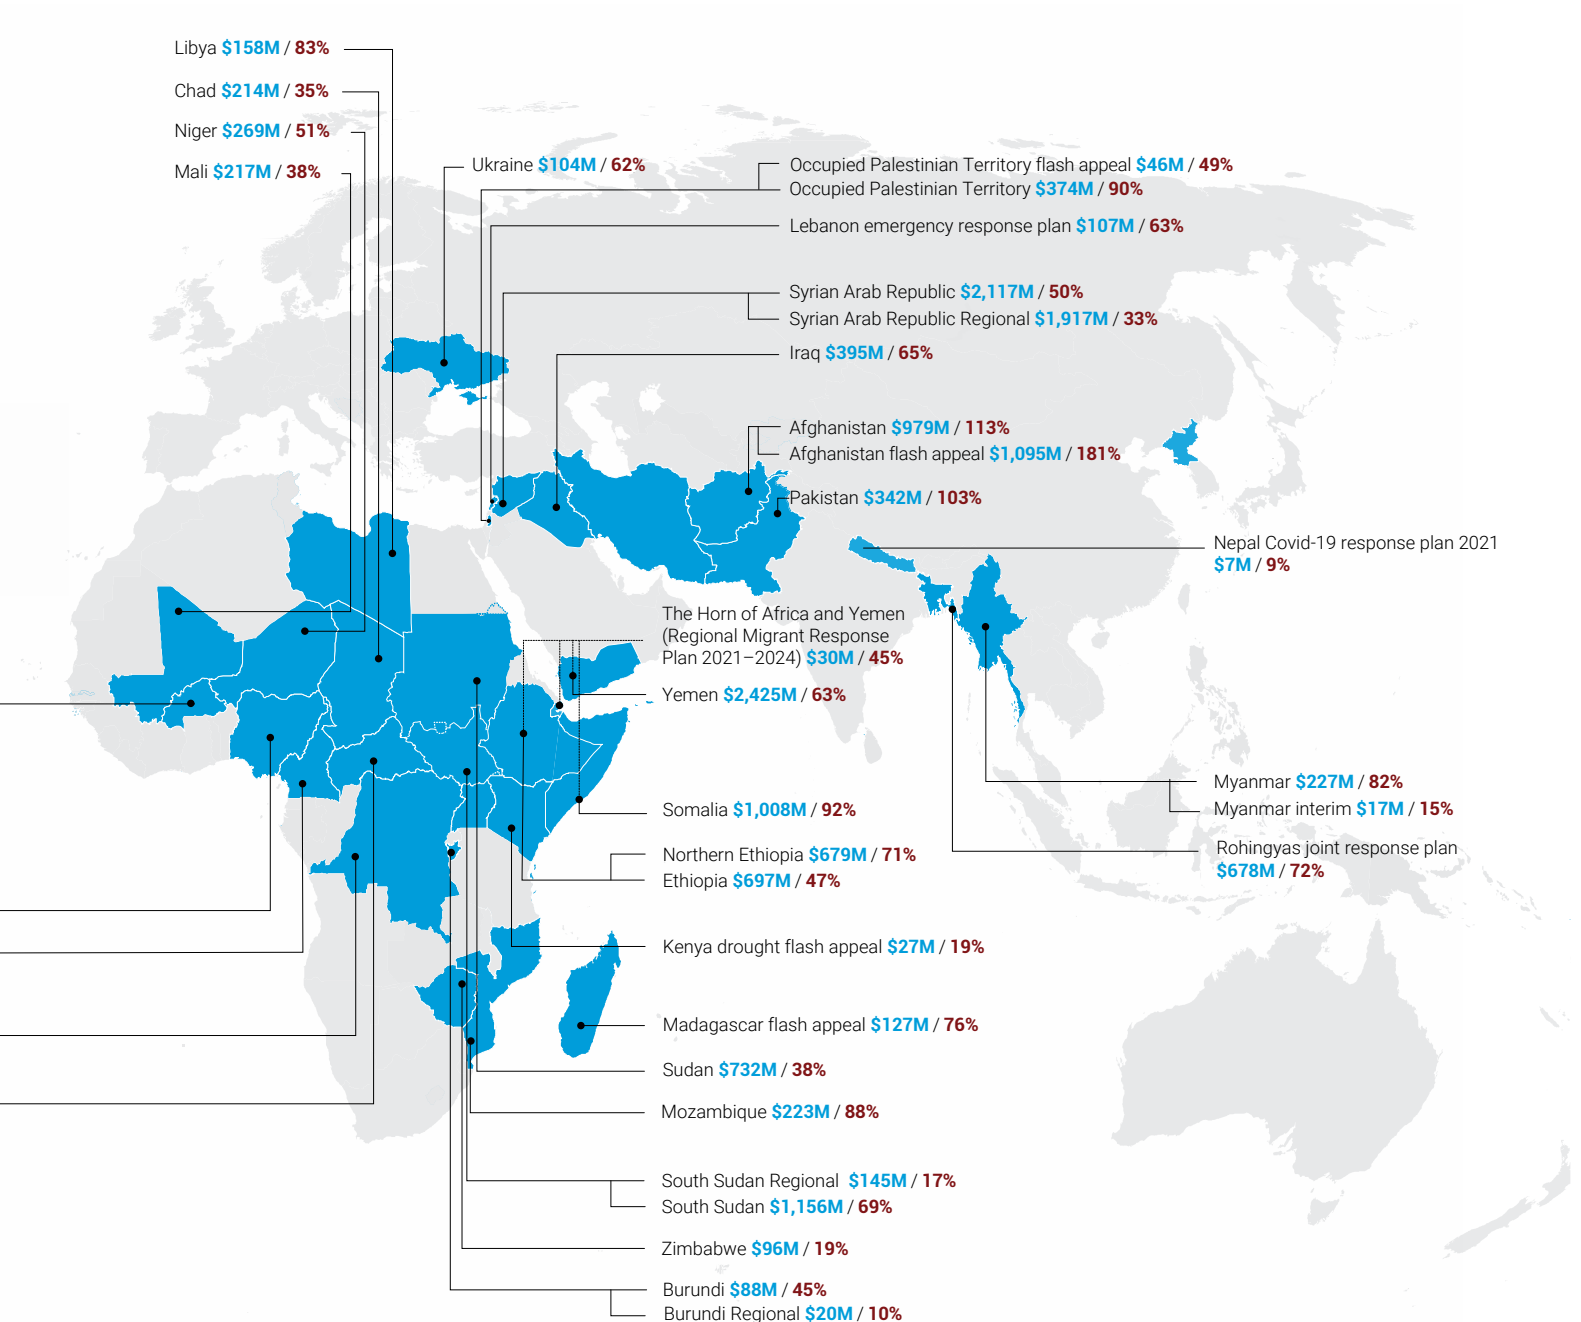 Libya $158M / 83%
Chad $214M / 35%
Niger $269M / 51%
Mali $217M / 38%
Ukraine $104M / 62%
Occupied Palestinian Territory flash appeal $46M / 49%
Occupied Palestinian Territory $374M / 90%
Lebanon emergency response plan $107M / 63%
Syrian Arab Republic $2,117M / 50%
Syrian Arab Republic Regional $1,917M / 33%
Iraq $395M / 65%
Afghanistan $979M / 113%
Afghanistan flash appeal $1,095M / 181%
Pakistan $342M / 103%
Nepal Covid-19 response plan 2021
$7M / 9%
The Horn of Africa and Yemen
(Regional Migrant Response
Plan 2021–2024) $30M / 45%
Yemen $2,425M / 63%
Myanmar $227M / 82%
Myanmar interim $17M / 15%
Rohingyas joint response plan
$678M / 72%
Somalia $1,008M / 92%
Northern Ethiopia $679M / 71%
Ethiopia $697M / 47%
Kenya drought flash appeal $27M / 19%
Madagascar flash appeal $127M / 76%
Sudan $732M / 38%
Mozambique $223M / 88%
South Sudan Regional $145M / 17%
South Sudan $1,156M / 69%
Zimbabwe $96M / 19%
Burundi $88M / 45%
Burundi Regional $20M / 10%